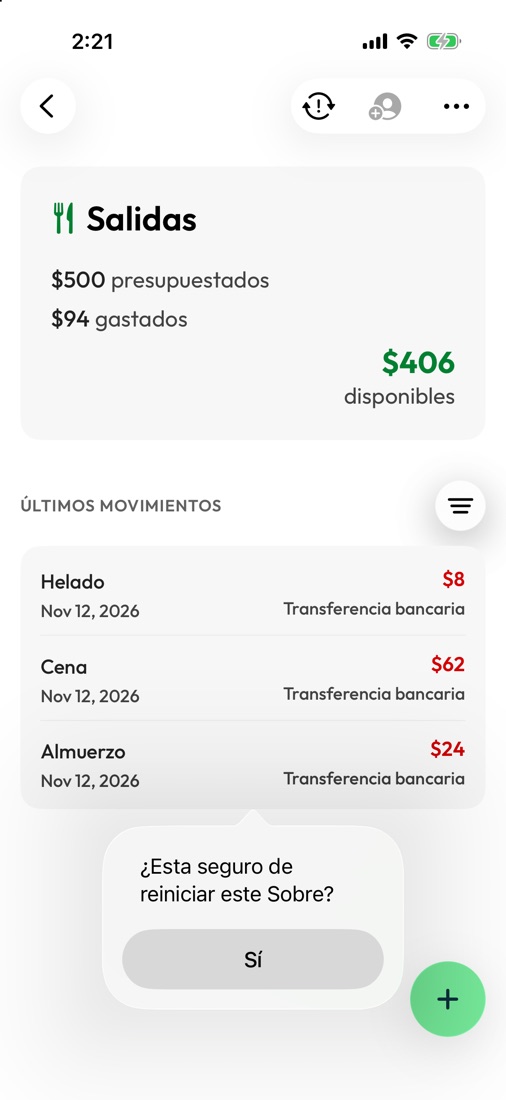 2:21
Salidas
$500 presupuestados
$94 gastados
$406
disponibles
ÚLTIMOS MOVIMIENTOS
Helado
$8
Nov 12, 2026
Transferencia bancaria
Cena
$62
Nov 12, 2026
Transferencia bancaria
Almuerzo
$24
Nov 12, 2026
Transferencia bancaria
¿Esta seguro de
reiniciar este Sobre?
Sí